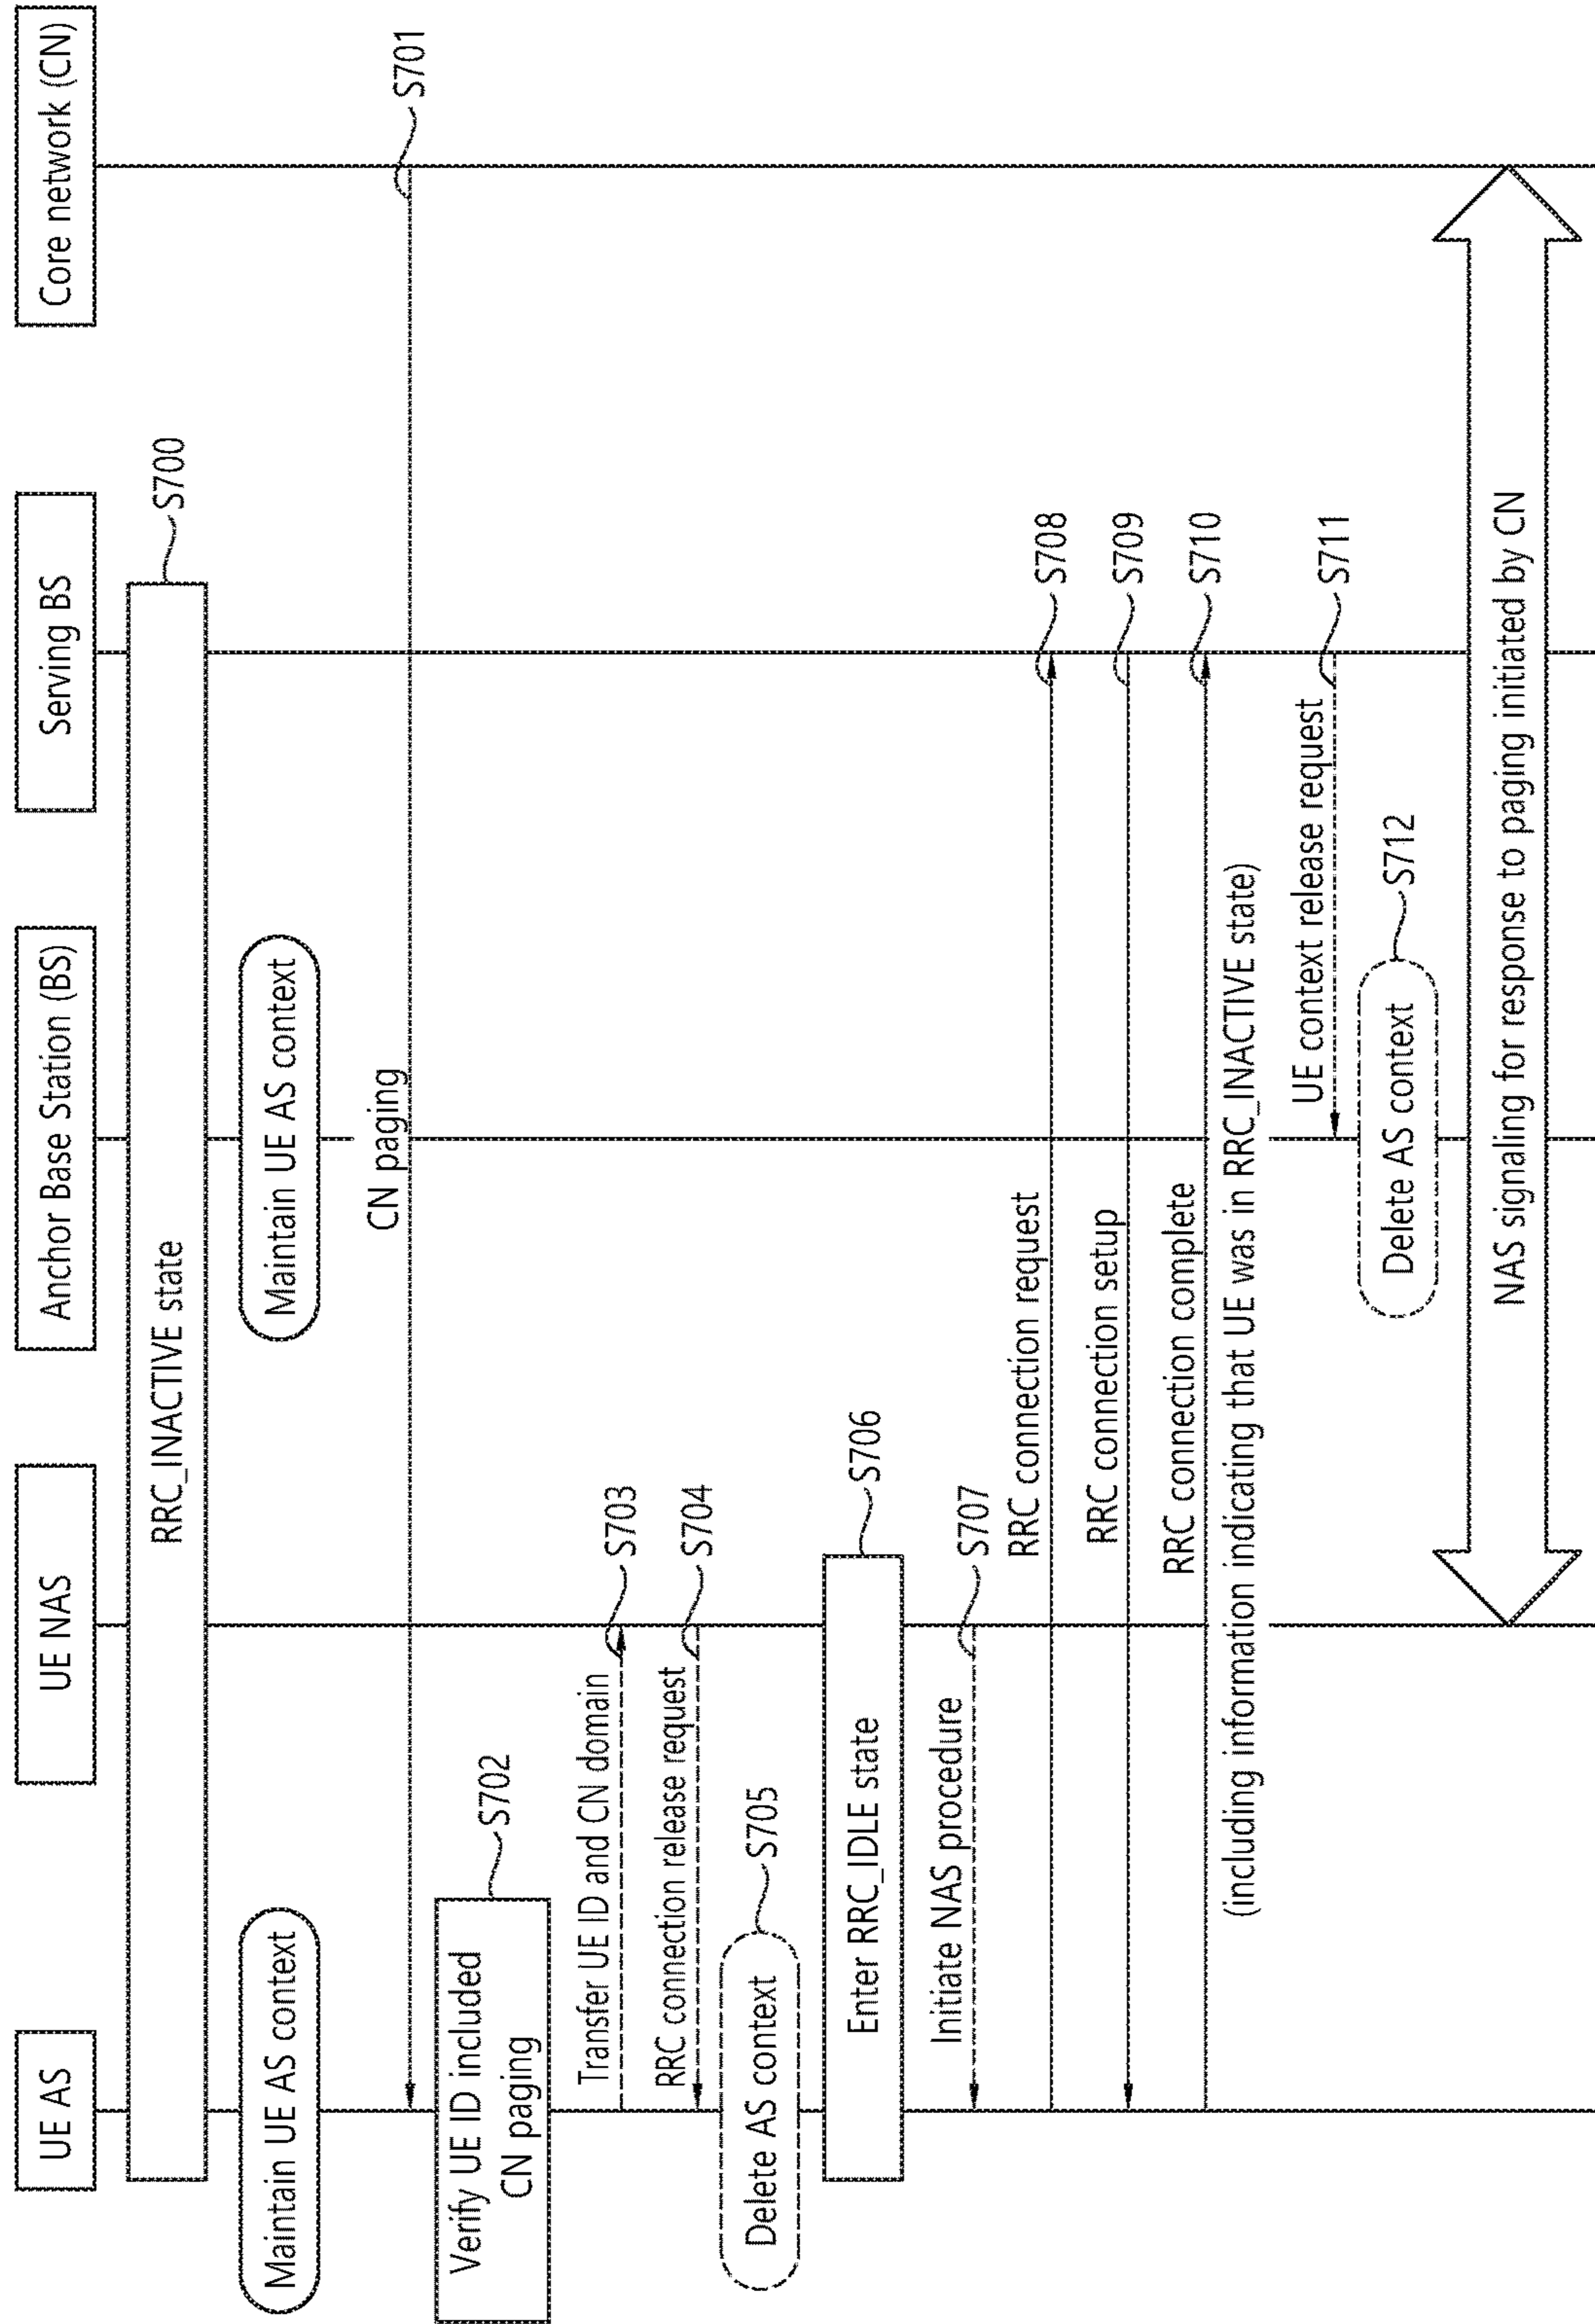 UE AS
UE NAS
Anchor Base Station (BS)
Serving BS
Core network (CN)
RRC_INACTIVE state
S700
Maintain UE AS context
Maintain UE AS context
CN paging
S701
Verify UE ID included
CN paging
S702
Transfer UE ID and CN domain
S703
RRC connection release request
S704
Delete AS context
S705
Enter RRC_IDLE state
S706
Initiate NAS procedure
S707
RRC connection request
S708
RRC connection setup
S709
RRC connection complete
S710
(including information indicating that UE was in RRC_INACTIVE state)
UE context release request
S711
Delete AS context
S712
NAS signaling for response to paging initiated by CN